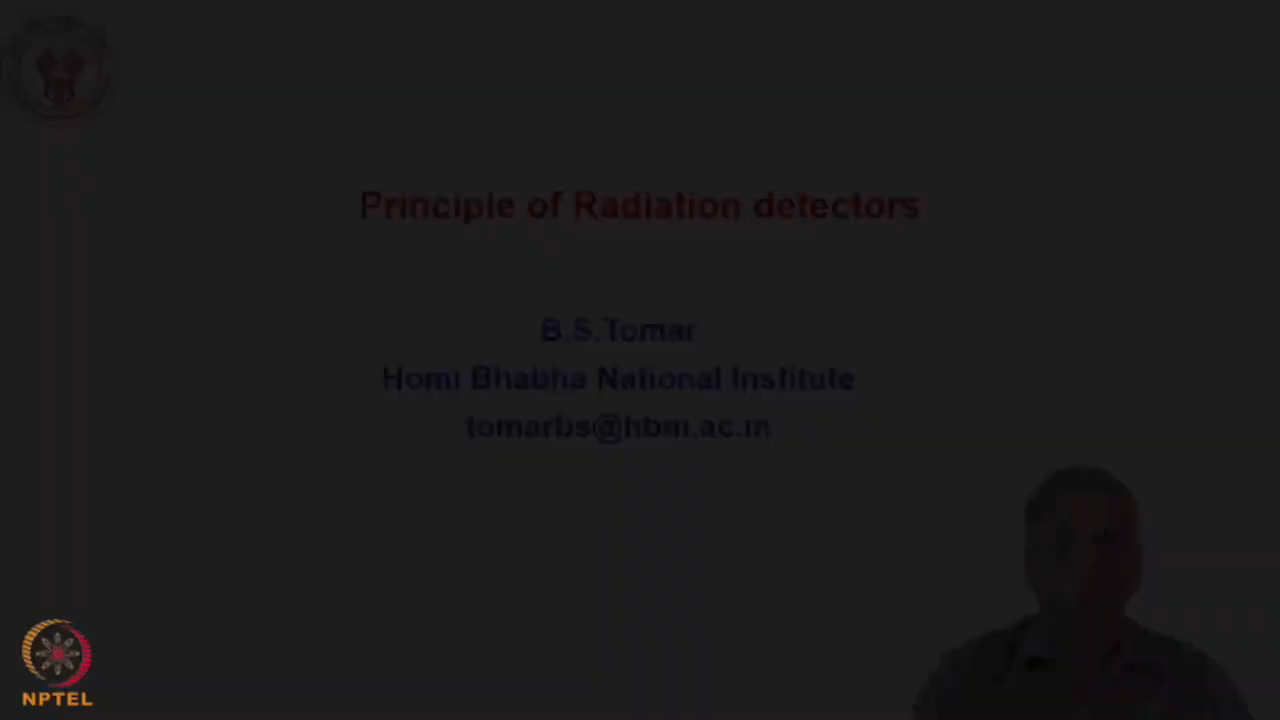 Principle of Radiation detectors
B.S.Tomar
Homi Bhabha National Institute
tomarbs@hbni.ac.in
NPTEL